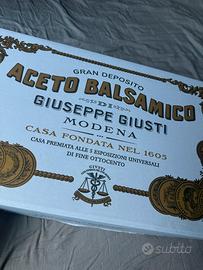 GRAN DEPOSITO
ACETO BALSAMICO
DI
GIUSEPPE GIUSTI
MODENA
CASA FONDATA NEL 1605
CASA PREMIATA ALLE 5 ESPOSIZIONI UNIVERSALI
DI FINE OTTOCENTO
GIUSTI
subito